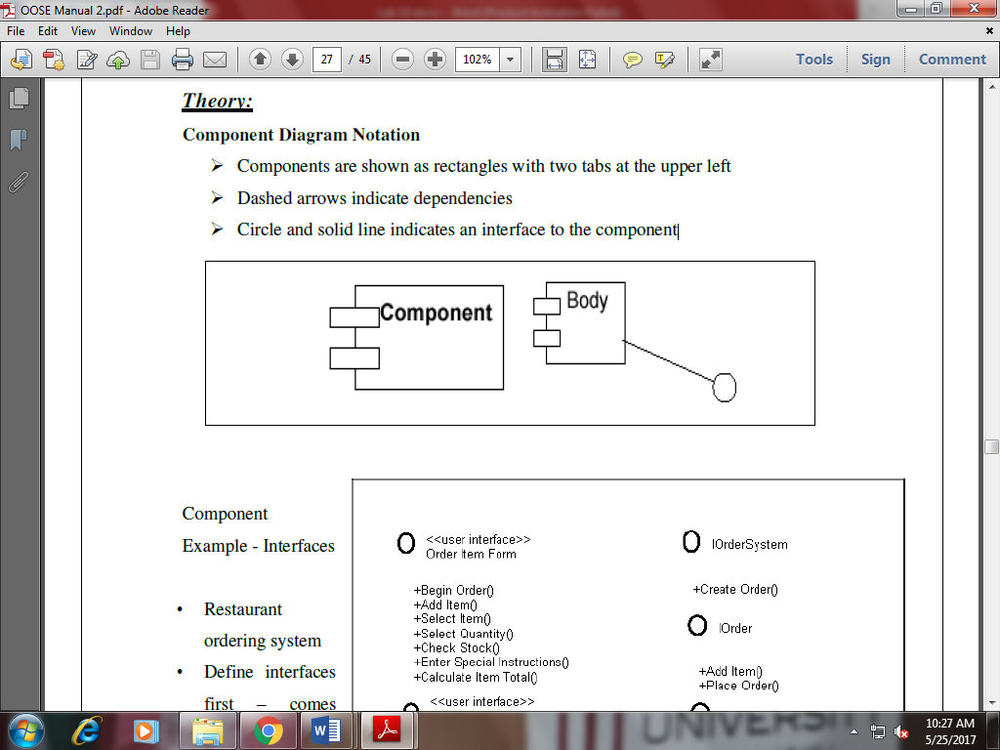 OOSE Manual 2.pdf - Adobe Reader
File Edit View Window Help
27 / 45 102% Tools Sign Comment
Theory:
Component Diagram Notation
➢ Components are shown as rectangles with two tabs at the upper left
➢ Dashed arrows indicate dependencies
➢ Circle and solid line indicates an interface to the component
Component
Body
Component
Example - Interfaces
• Restaurant
ordering system
• Define interfaces
first – comes
<<user interface>>
Order Item Form
+Begin Order()
+Add Item()
+Select Item()
+Select Quantity()
+Check Stock()
+Enter Special Instructions()
+Calculate Item Total()
<<user interface>>
IOrderSystem
+Create Order()
IOrder
+Add Item()
+Place Order()
UNIVERSIT
10:27 AM
5/25/2017